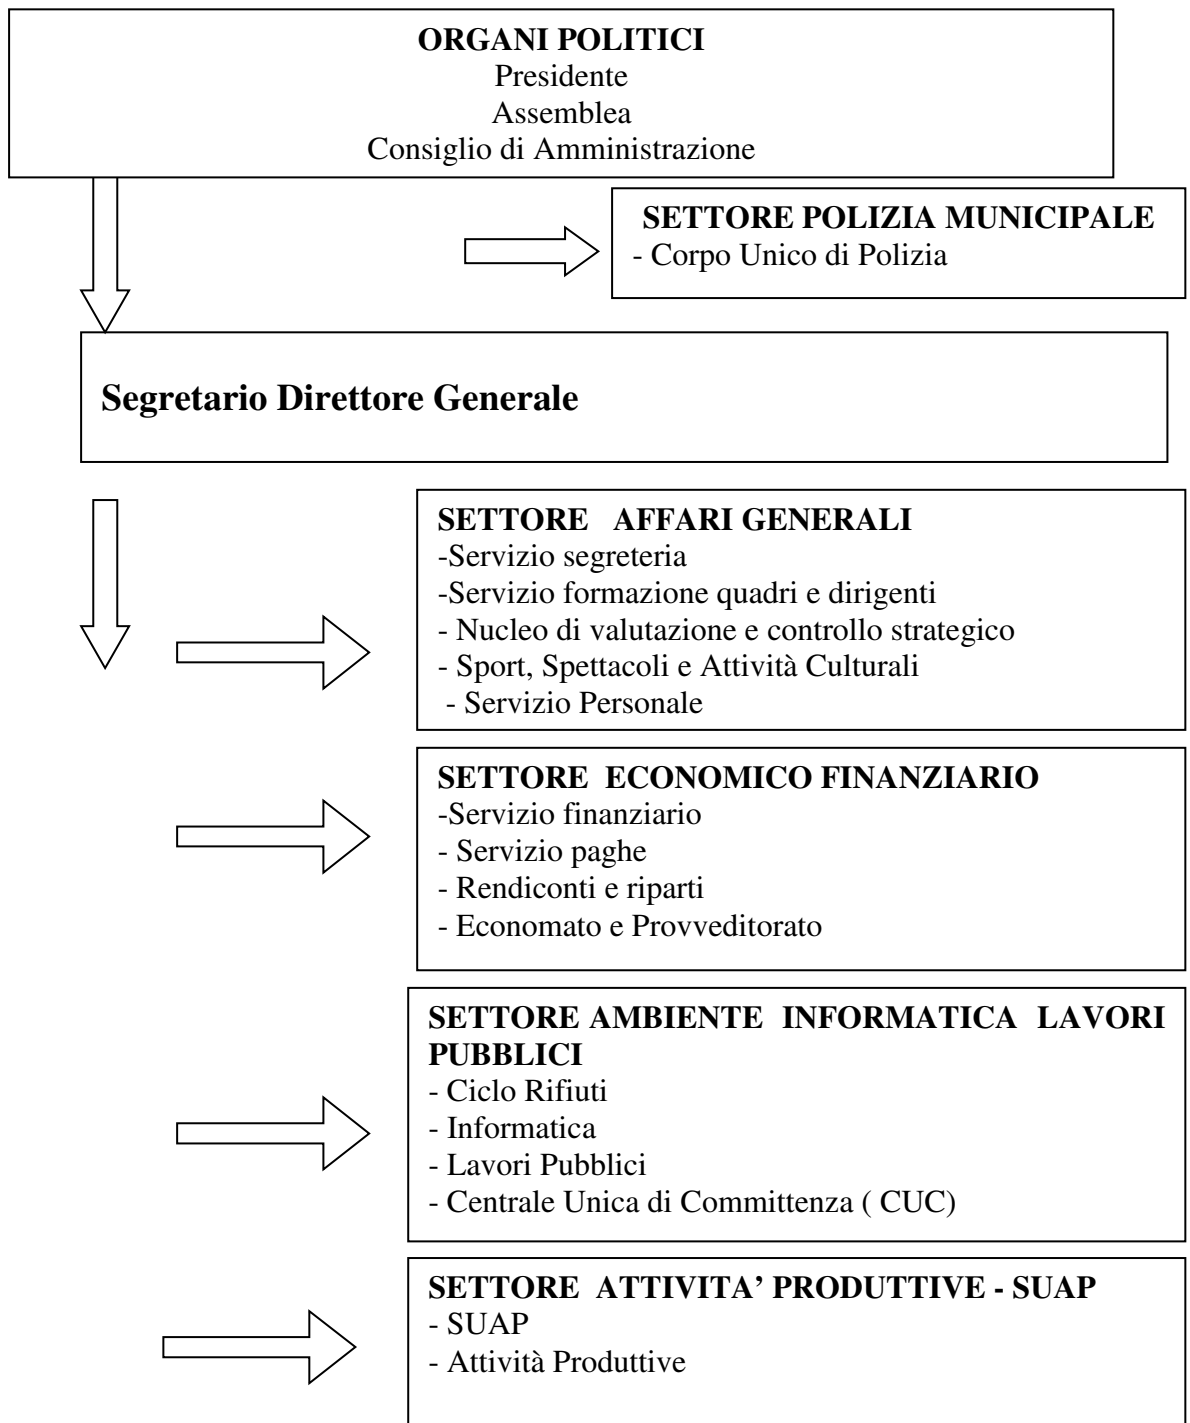 ORGANI POLITICI
Presidente
Assemblea
Consiglio di Amministrazione
SETTORE POLIZIA MUNICIPALE
- Corpo Unico di Polizia
Segretario Direttore Generale
SETTORE AFFARI GENERALI
-Servizio segreteria
-Servizio formazione quadri e dirigenti
- Nucleo di valutazione e controllo strategico
- Sport, Spettacoli e Attività Culturali
- Servizio Personale
SETTORE ECONOMICO FINANZIARIO
-Servizio finanziario
- Servizio paghe
- Rendiconti e riparti
- Economato e Provveditorato
SETTORE AMBIENTE INFORMATICA LAVORI
PUBBLICI
- Ciclo Rifiuti
- Informatica
- Lavori Pubblici
- Centrale Unica di Committenza ( CUC)
SETTORE ATTIVITA’ PRODUTTIVE - SUAP
- SUAP
- Attività Produttive